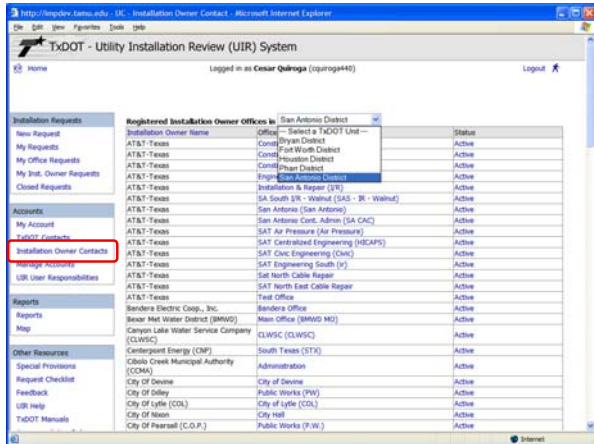 http://impdev.tamu.edu - UC - Installation Owner Contact - Microsoft Internet Explorer
File Edit View Favorites Tools Help
TxDOT - Utility Installation Review (UIR) System
Home
Logged in as Cesar Quiroga (cquiroga440)
Logout
Installation Requests
New Request
My Requests
My Office Requests
My Inst. Owner Requests
Closed Requests
Accounts
My Account
TxDOT Contacts
Installation Owner Contacts
Manage Accounts
UIR User Responsibilities
Reports
Reports
Map
Other Resources
Special Provisions
Request Checklist
Feedback
UIR Help
TxDOT Manuals
Registered Installation Owner Offices in San Antonio District
--- Select a TxDOT Unit ---
Bryan District
Fort Worth District
Houston District
Pharr District
San Antonio District
Installation Owner Name Office Status
AT&T-Texas Consti Active
AT&T-Texas Consti Active
AT&T-Texas Consti Active
AT&T-Texas Engin Active
AT&T-Texas Installation & Repair (I/R) Active
AT&T-Texas SA South I/R - Walnut (SAS - IR - Walnut) Active
AT&T-Texas San Antonio (San Antonio) Active
AT&T-Texas San Antonio Cont. Admin (SA CAC) Active
AT&T-Texas SAT Air Pressure (Air Pressure) Active
AT&T-Texas SAT Centralized Engineering (HICAPS) Active
AT&T-Texas SAT Civic Engineering (Civic) Active
AT&T-Texas SAT Engineering South (ir) Active
AT&T-Texas Sat North Cable Repair Active
AT&T-Texas SAT North East Cable Repair Active
AT&T-Texas Test Office Active
Bandera Electric Coop., Inc. Bandera Office Active
Bexar Met Water District (BMWD) Main Office (BMWD MO) Active
Canyon Lake Water Service Company (CLWSC) CLWSC (CLWSC) Active
Centerpoint Energy (CNP) South Texas (STX) Active
Cibolo Creek Municipal Authority (CCMA) Administration Active
City Of Devine City of Devine Active
City Of Dilley Public Works (PW) Active
City Of Lytle (COL) City of Lytle (COL) Active
City Of Nixon City Hall Active
City Of Pearsall (C.O.P.) Public Works (P.W.) Active
Internet